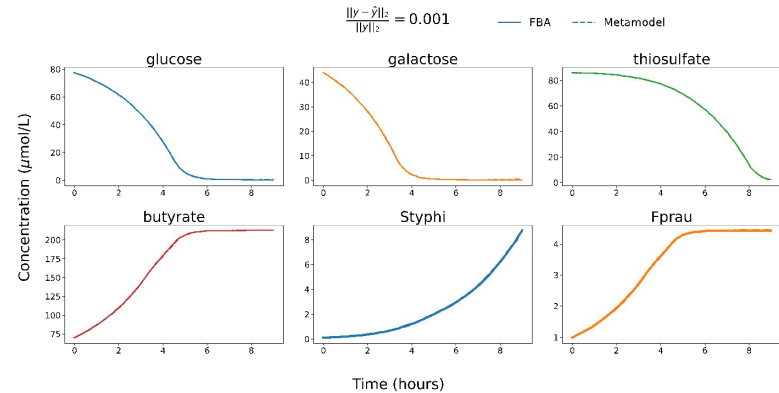 ||y − ŷ||₂ / ||y||₂ = 0.001
FBA Metamodel
glucose galactose thiosulfate
80
60
40
20
0
0 2 4 6 8
40
30
20
10
0
0 2 4 6 8
80
60
40
20
0
0 2 4 6 8
Concentration (μmol/L)
butyrate Styphi Fprau
200
175
150
125
100
75
0 2 4 6 8
8
6
4
2
0
0 2 4 6 8
4
3
2
1
0 2 4 6 8
Time (hours)